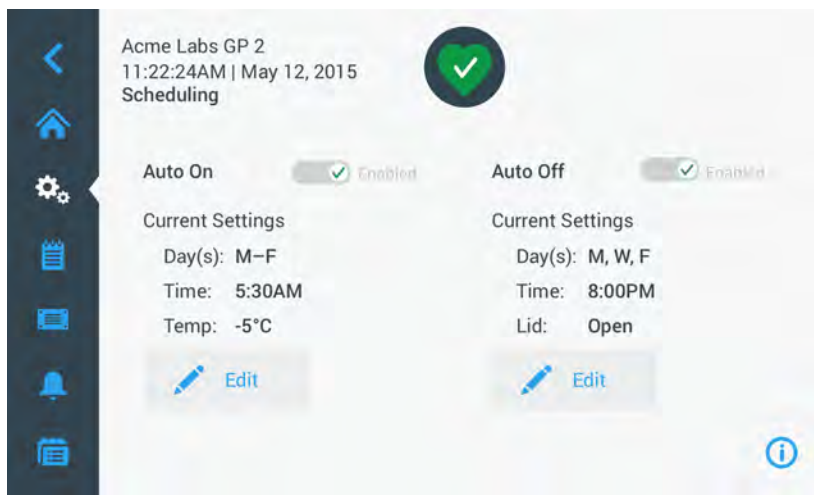 Acme Labs GP 2
11:22:24AM | May 12, 2015
Scheduling
Auto On
Enabled
Current Settings
Day(s): M–F
Time: 5:30AM
Temp: -5°C
Edit
Auto Off
Enabled
Current Settings
Day(s): M, W, F
Time: 8:00PM
Lid: Open
Edit